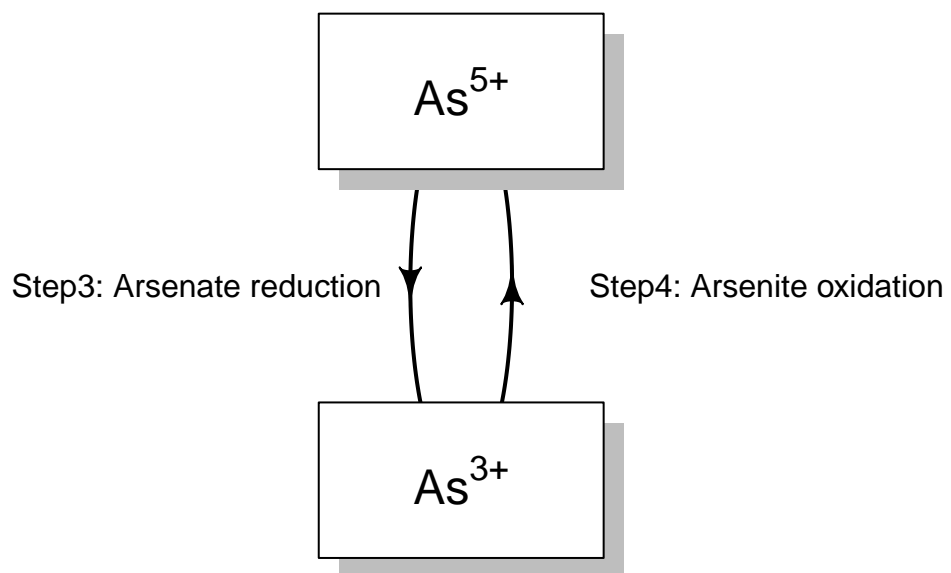 As⁵⁺
Step3: Arsenate reduction
Step4: Arsenite oxidation
As³⁺